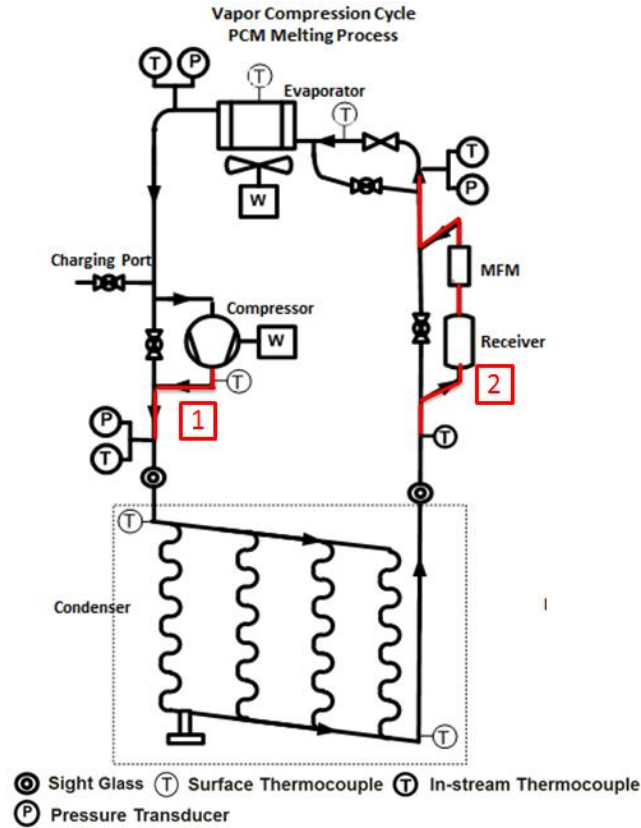 Vapor Compression Cycle
PCM Melting Process
T P
T
Evaporator
T
T
P
W
Charging Port
MFM
Compressor
W
Receiver
T
1
2
P
T
T
T
Condenser
I
T
Sight Glass T Surface Thermocouple T In-stream Thermocouple
P Pressure Transducer